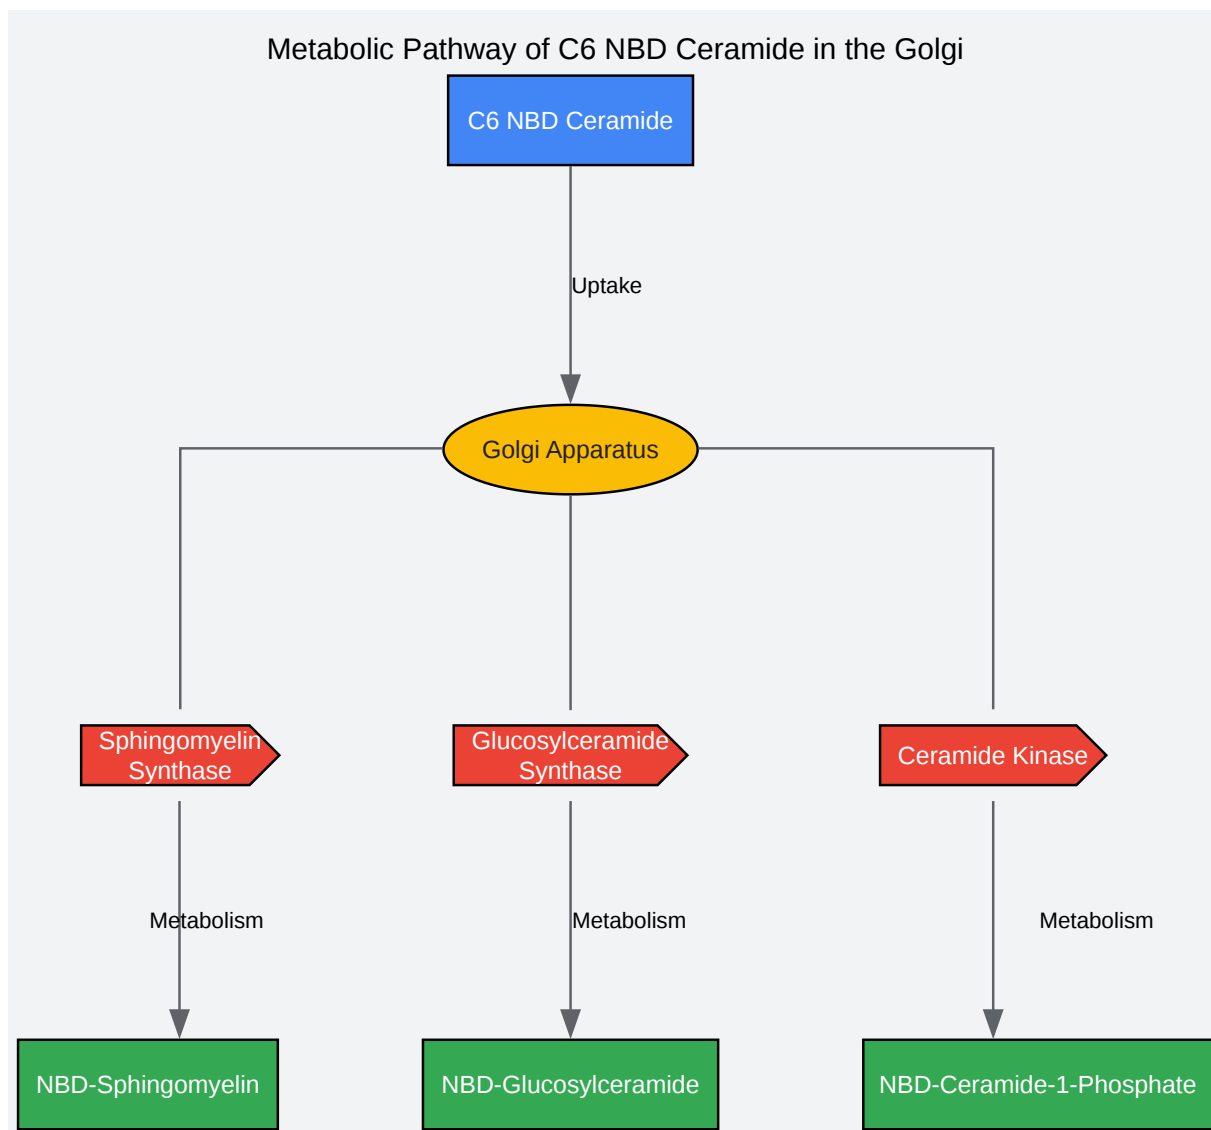 Metabolic Pathway of C6 NBD Ceramide in the Golgi
C6 NBD Ceramide
Uptake
Golgi Apparatus
Sphingomyelin
Synthase
Glucosylceramide
Synthase
Ceramide Kinase
Metabolism
Metabolism
Metabolism
NBD-Sphingomyelin
NBD-Glucosylceramide
NBD-Ceramide-1-Phosphate